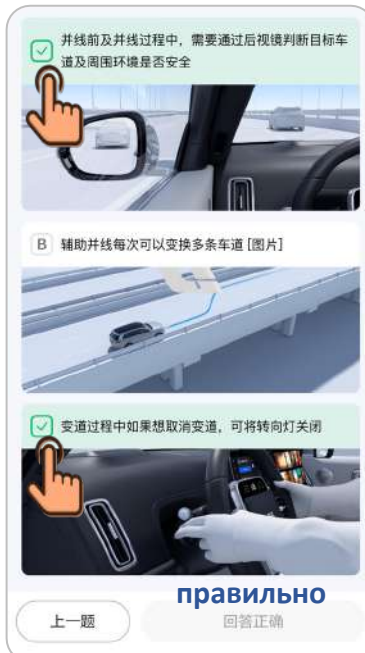 并线前及并线过程中，需要通过后视镜判断目标车
道及周围环境是否安全
B 辅助并线每次可以变换多条车道 [图片]
变道过程中如果想取消变道，可将转向灯关闭
правильно
上一题
回答正确